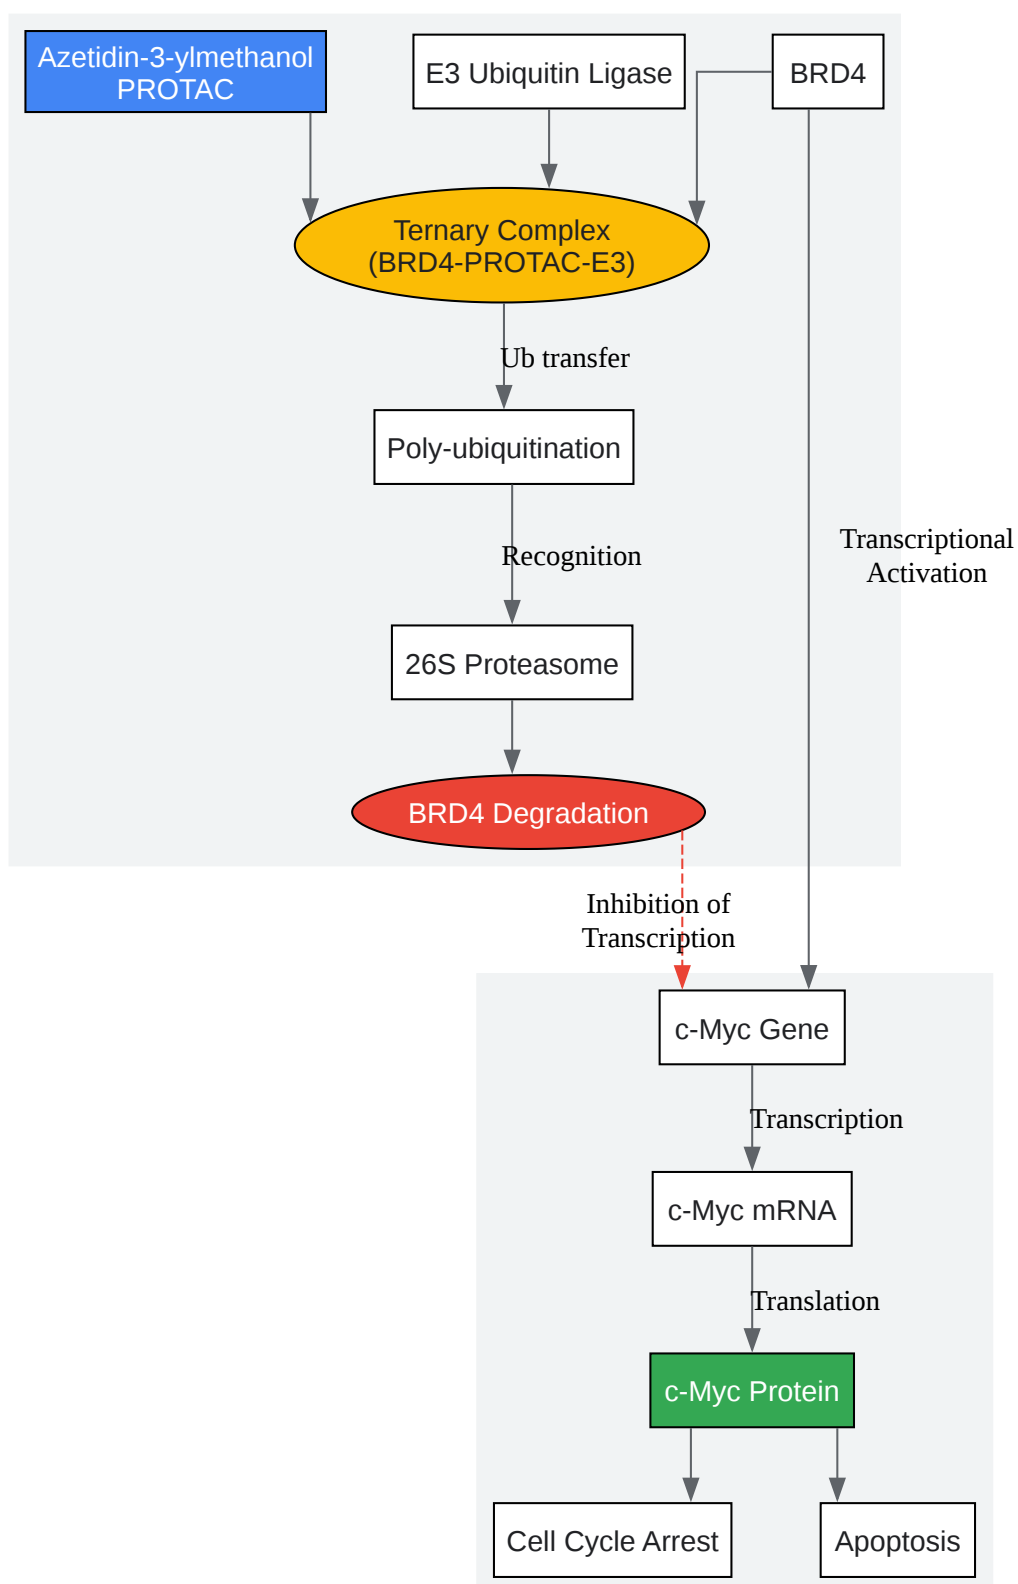 Azetidin-3-ylmethanol
PROTAC
E3 Ubiquitin Ligase
BRD4
Ternary Complex
(BRD4-PROTAC-E3)
Ub transfer
Poly-ubiquitination
Recognition
Transcriptional
Activation
26S Proteasome
BRD4 Degradation
Inhibition of
Transcription
c-Myc Gene
Transcription
c-Myc mRNA
Translation
c-Myc Protein
Cell Cycle Arrest
Apoptosis